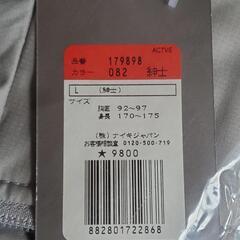 ACTVE
品番 179898
カラー 082 紳士
L (紳士)
サイズ
胸囲 92〜97
身長 170〜175
(株) ナイキジャパン
お客様相談室 0120-500-719
★ 9800
882801722868